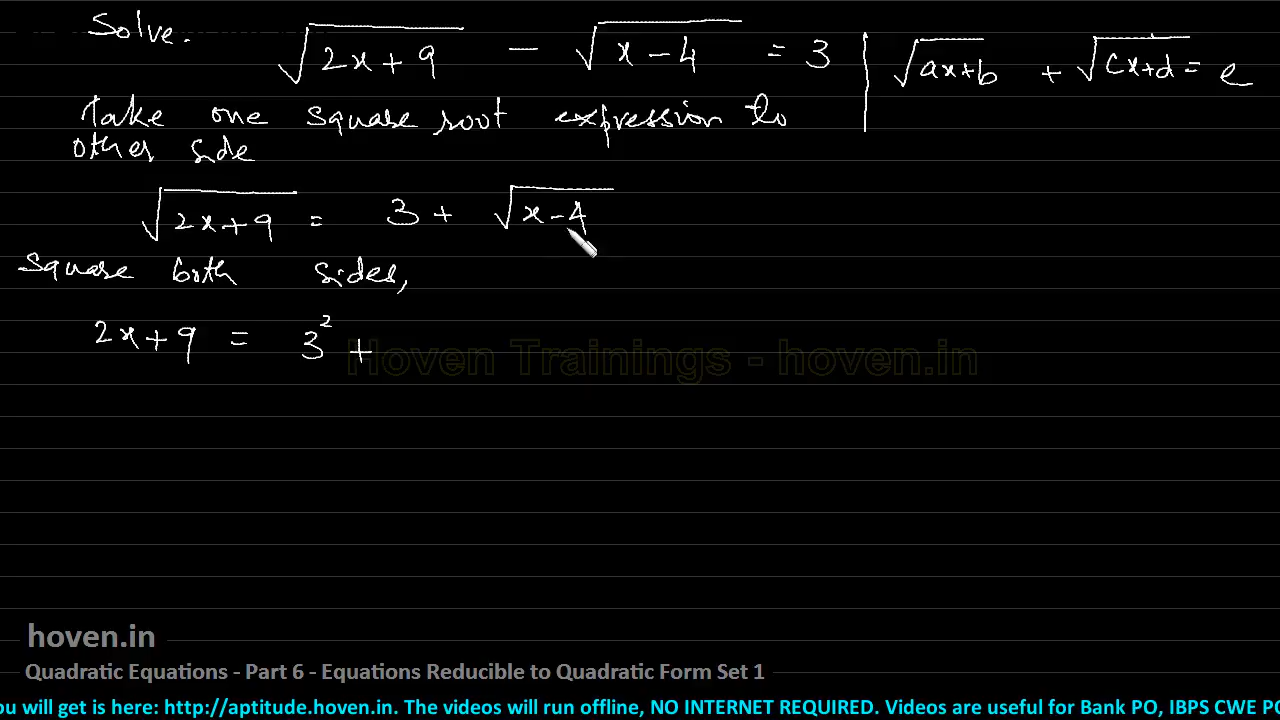 Solve. √(2x + 9) − √(x − 4) = 3 | √(ax+b) + √(cx+d) = e
Take one square root expression to
other side
√(2x + 9) = 3 + √(x − 4)
Square both sides,
2x + 9 = 3² +
Hoven Trainings - hoven.in
hoven.in
Quadratic Equations - Part 6 - Equations Reducible to Quadratic Form Set 1
ou will get is here: http://aptitude.hoven.in. The videos will run offline, NO INTERNET REQUIRED. Videos are useful for Bank PO, IBPS CWE PO